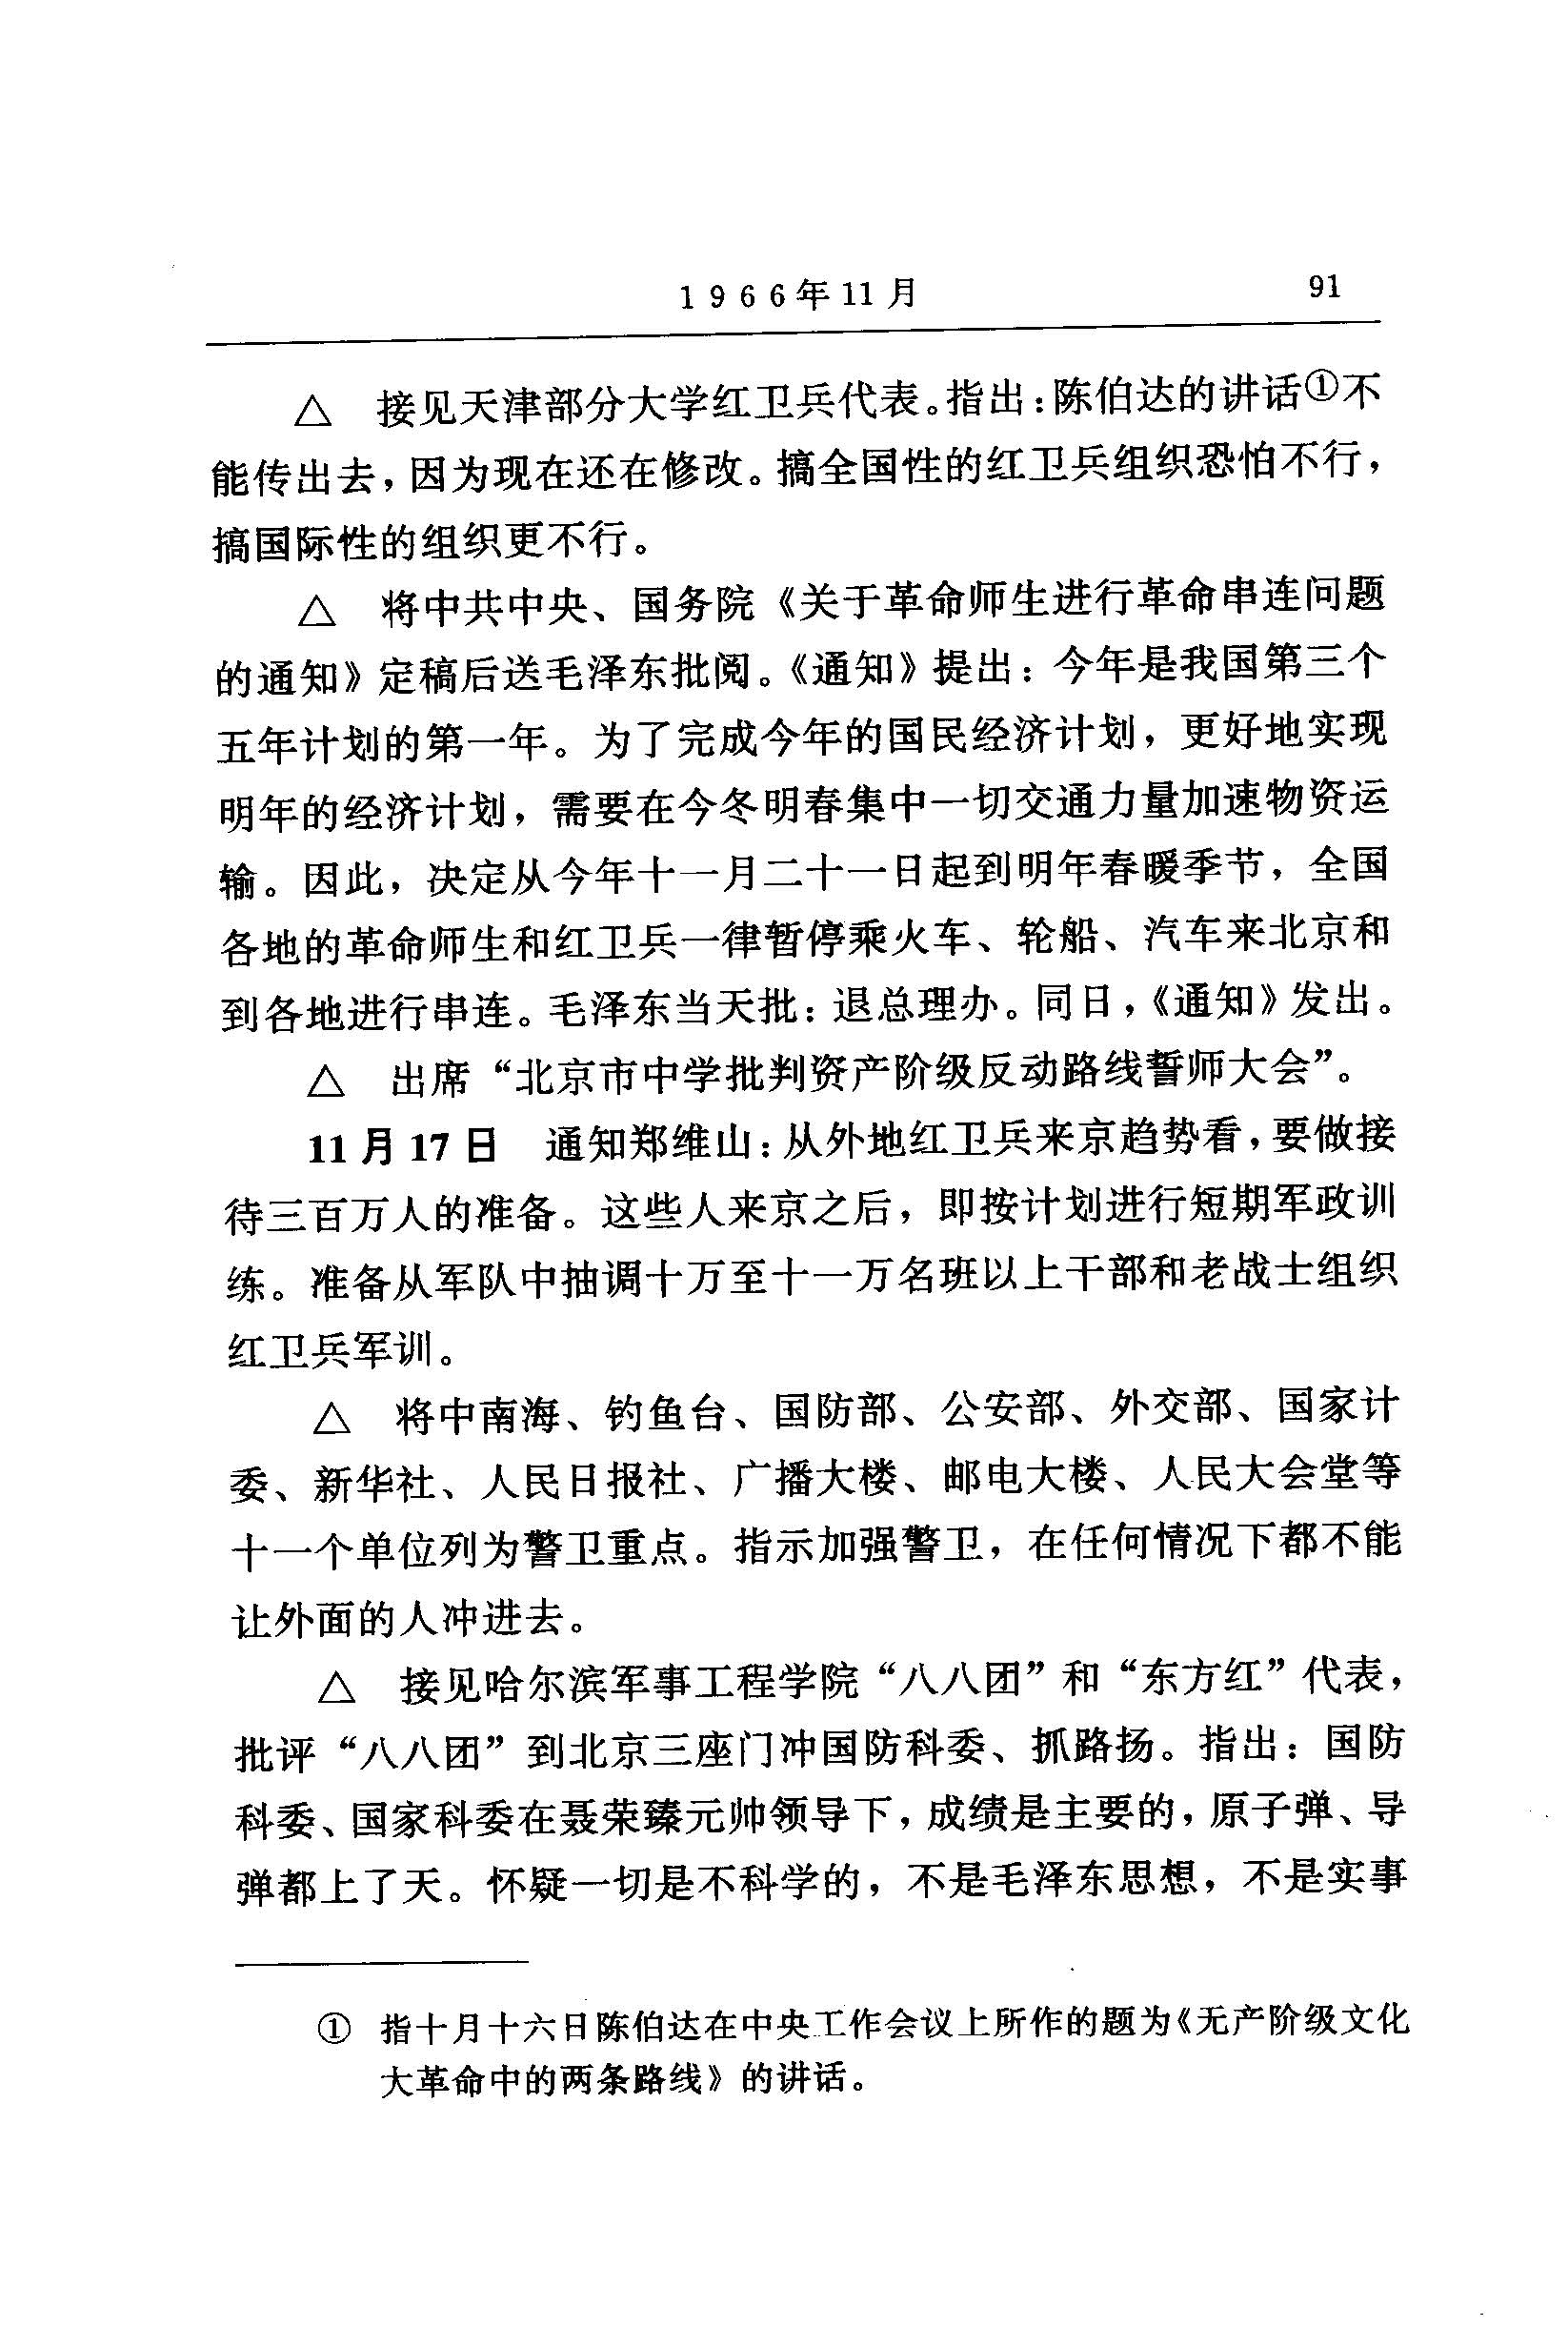 1966年11月 91
△ 接见天津部分大学红卫兵代表。指出:陈伯达的讲话①不
能传出去,因为现在还在修改。搞全国性的红卫兵组织恐怕不行,
搞国际性的组织更不行。
△ 将中共中央、国务院《关于革命师生进行革命串连问题
的通知》定稿后送毛泽东批阅。《通知》提出:今年是我国第三个
五年计划的第一年。为了完成今年的国民经济计划,更好地实现
明年的经济计划,需要在今冬明春集中一切交通力量加速物资运
输。因此,决定从今年十一月二十一日起到明年春暖季节,全国
各地的革命师生和红卫兵一律暂停乘火车、轮船、汽车来北京和
到各地进行串连。毛泽东当天批:退总理办。同日,《通知》发出。
△ 出席“北京市中学批判资产阶级反动路线誓师大会”。
11月17日 通知郑维山:从外地红卫兵来京趋势看,要做接
待三百万人的准备。这些人来京之后,即按计划进行短期军政训
练。准备从军队中抽调十万至十一万名班以上干部和老战士组织
红卫兵军训。
△ 将中南海、钓鱼台、国防部、公安部、外交部、国家计
委、新华社、人民日报社、广播大楼、邮电大楼、人民大会堂等
十一个单位列为警卫重点。指示加强警卫,在任何情况下都不能
让外面的人冲进去。
△ 接见哈尔滨军事工程学院“八八团”和“东方红”代表,
批评“八八团”到北京三座门冲国防科委、抓路扬。指出:国防
科委、国家科委在聂荣臻元帅领导下,成绩是主要的,原子弹、导
弹都上了天。怀疑一切是不科学的,不是毛泽东思想,不是实事
① 指十月十六日陈伯达在中央工作会议上所作的题为《无产阶级文化
大革命中的两条路线》的讲话。